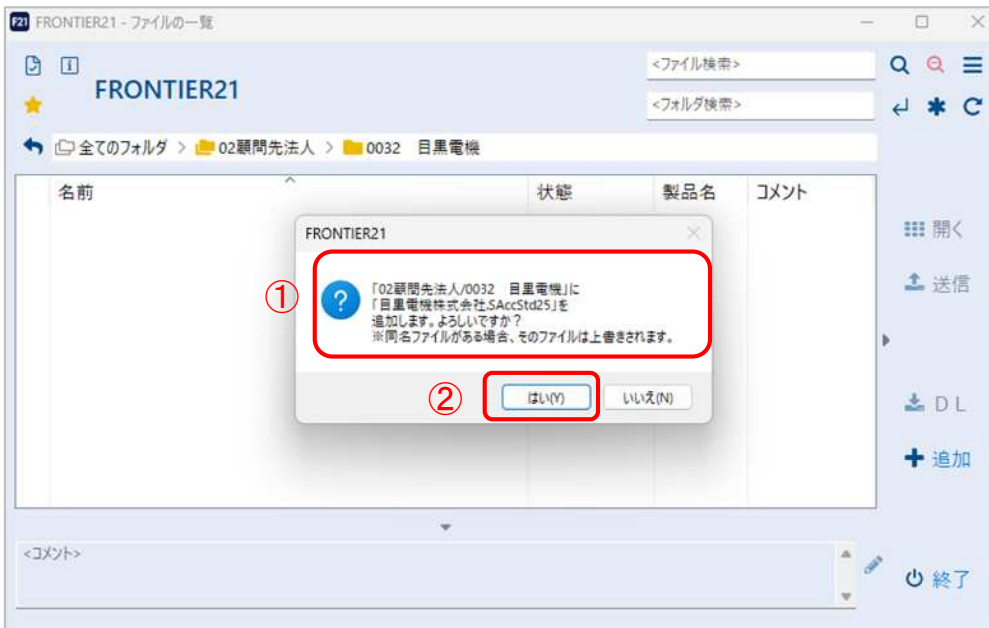 F21 FRONTIER21 - ファイルの一覧
<ファイル検索>
FRONTIER21
<フォルダ検索>
全てのフォルダ > 02顧問先法人 > 0032　目黒電機
名前 状態 製品名 コメント
開く
FRONTIER21
①
「02顧問先法人/0032　目黒電機」に
「目黒電機株式会社.SAccStd25」を
追加します。よろしいですか?
※同名ファイルがある場合、そのファイルは上書きされます。
送信
②
はい(Y) いいえ(N)
DL
追加
<コメント>
終了